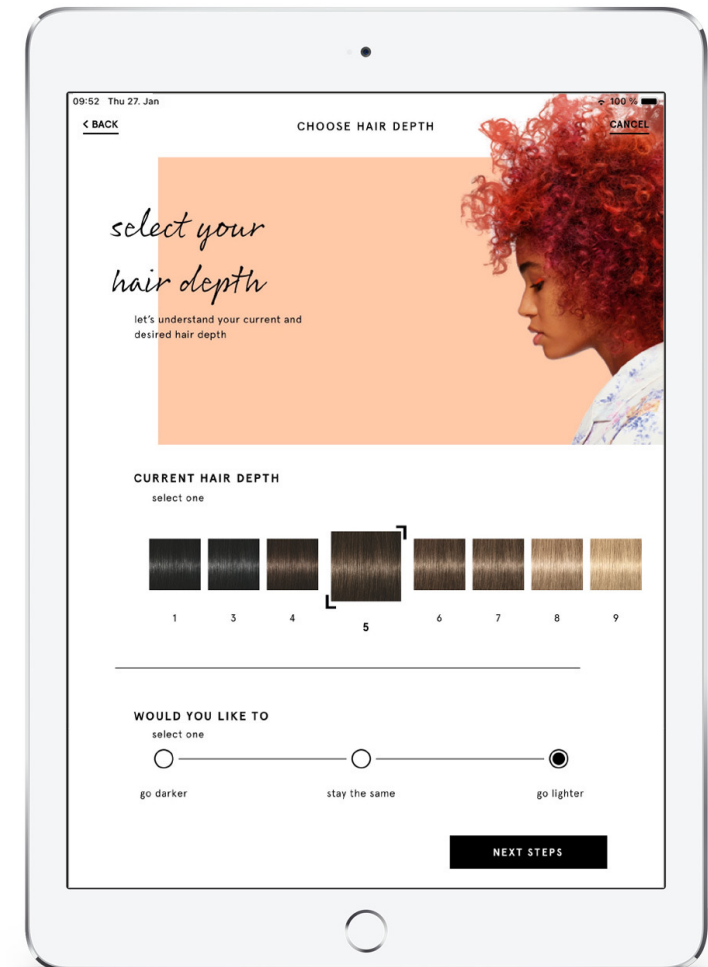 09:52 Thu 27. Jan 100 %
< BACK CHOOSE HAIR DEPTH CANCEL
select your
hair depth
let's understand your current and
desired hair depth
CURRENT HAIR DEPTH
select one
1 3 4 5 6 7 8 9
WOULD YOU LIKE TO
select one
go darker stay the same go lighter
NEXT STEPS